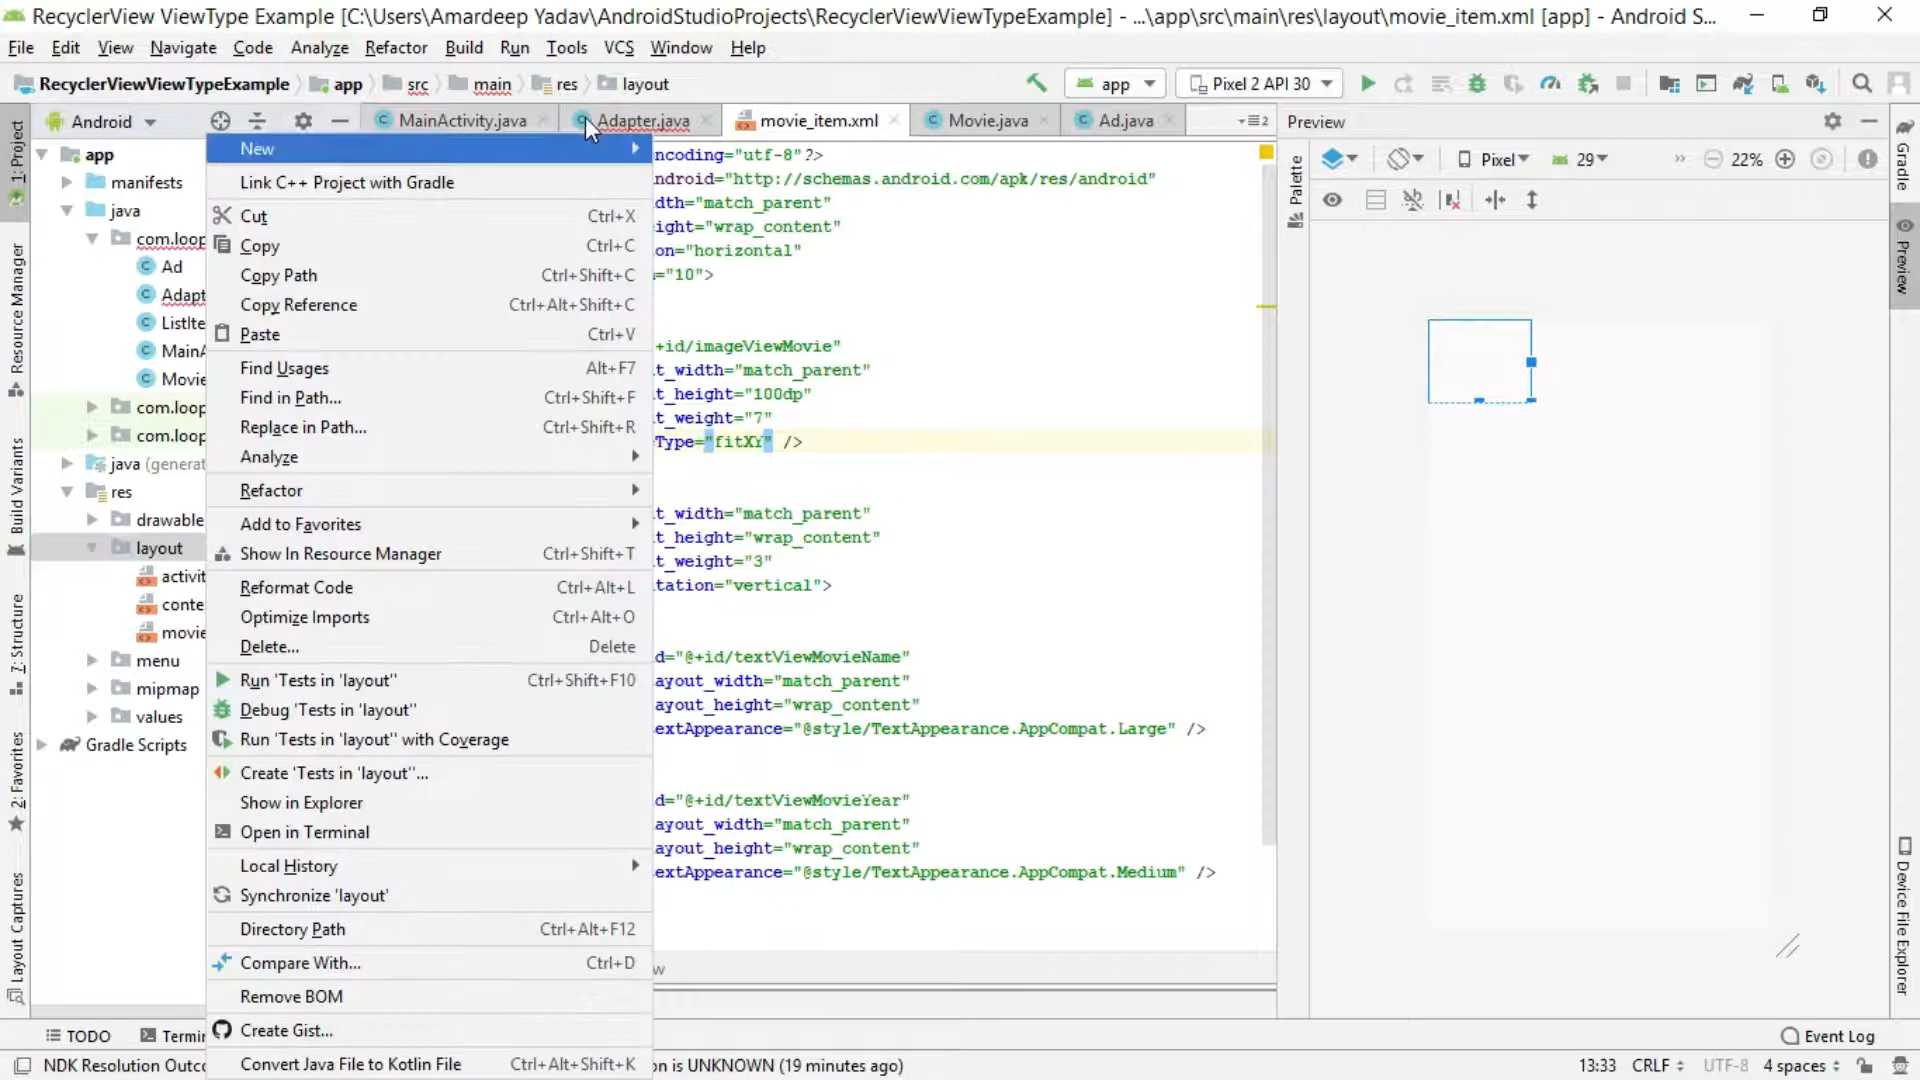 RecyclerView ViewType Example [C:\Users\Amardeep Yadav\AndroidStudioProjects\RecyclerViewViewTypeExample] - ...\app\src\main\res\layout\movie_item.xml [app] - Android S...
File Edit View Navigate Code Analyze Refactor Build Run Tools VCS Window Help
RecyclerViewViewTypeExample app src main res layout app Pixel 2 API 30
Android MainActivity.java Adapter.java movie_item.xml Movie.java Ad.java 2 Preview
1: Project
Resource Manager
Build Variants
7: Structure
2: Favorites
Layout Captures
app
manifests
java
com.loop
Ad
Adapt
ListIte
MainA
Movie
com.loop
com.loop
java (generat
res
drawable
layout
activit
conte
movie
menu
mipmap
values
Gradle Scripts
New
Link C++ Project with Gradle
Cut Ctrl+X
Copy Ctrl+C
Copy Path Ctrl+Shift+C
Copy Reference Ctrl+Alt+Shift+C
Paste Ctrl+V
Find Usages Alt+F7
Find in Path... Ctrl+Shift+F
Replace in Path... Ctrl+Shift+R
Analyze
Refactor
Add to Favorites
Show In Resource Manager Ctrl+Shift+T
Reformat Code Ctrl+Alt+L
Optimize Imports Ctrl+Alt+O
Delete... Delete
Run 'Tests in 'layout'' Ctrl+Shift+F10
Debug 'Tests in 'layout''
Run 'Tests in 'layout'' with Coverage
Create 'Tests in 'layout''...
Show in Explorer
Open in Terminal
Local History
Synchronize 'layout'
Directory Path Ctrl+Alt+F12
Compare With... Ctrl+D
Remove BOM
Create Gist...
Convert Java File to Kotlin File Ctrl+Alt+Shift+K
ncoding="utf-8"?>
ndroid="http://schemas.android.com/apk/res/android"
dth="match_parent"
ight="wrap_content"
on="horizontal"
="10">
+id/imageViewMovie"
t_width="match_parent"
t_height="100dp"
t_weight="7"
Type="fitXY" />
t_width="match_parent"
t_height="wrap_content"
t_weight="3"
tation="vertical">
d="@+id/textViewMovieName"
ayout_width="match_parent"
ayout_height="wrap_content"
extAppearance="@style/TextAppearance.AppCompat.Large" />
d="@+id/textViewMovieYear"
ayout_width="match_parent"
ayout_height="wrap_content"
extAppearance="@style/TextAppearance.AppCompat.Medium" />
w
Palette
Pixel 29 22%
Gradle
Preview
Device File Explorer
TODO Termin Event Log
NDK Resolution Outco on is UNKNOWN (19 minutes ago) 13:33 CRLF UTF-8 4 spaces